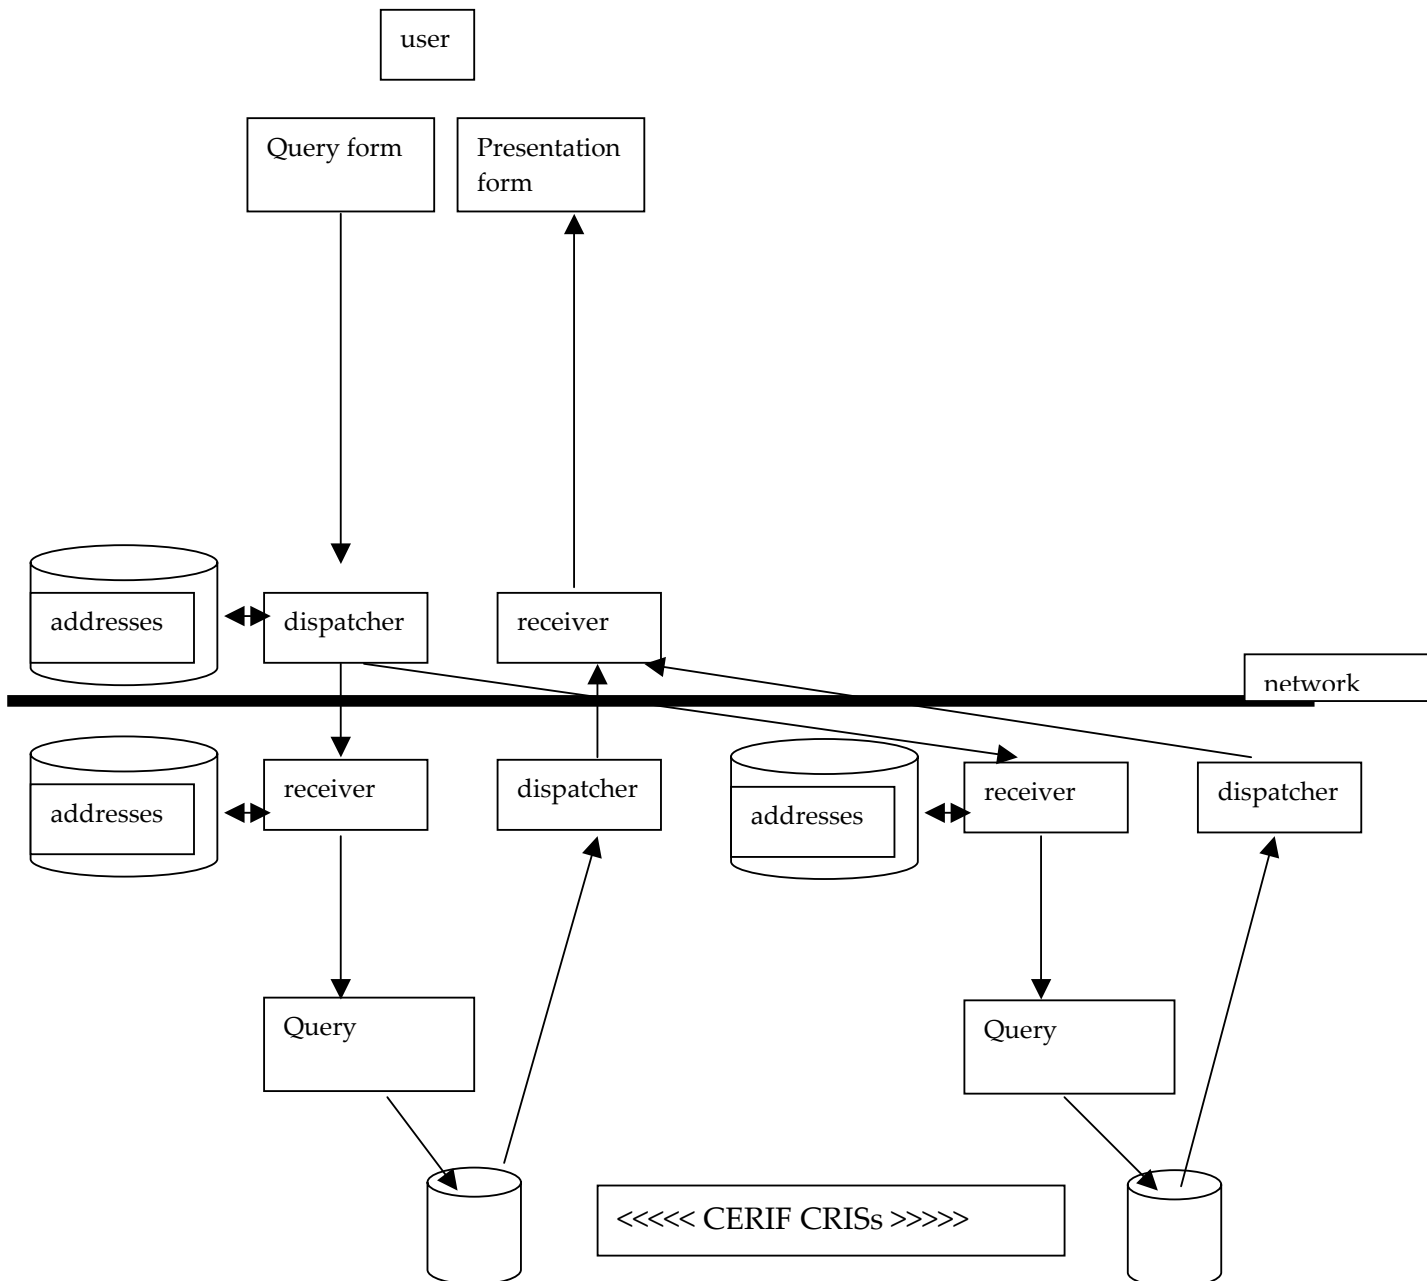 user
Query form
Presentation
form
addresses
dispatcher
receiver
network
addresses
receiver
dispatcher
addresses
receiver
dispatcher
Query
Query
<<<<< CERIF CRISs >>>>>